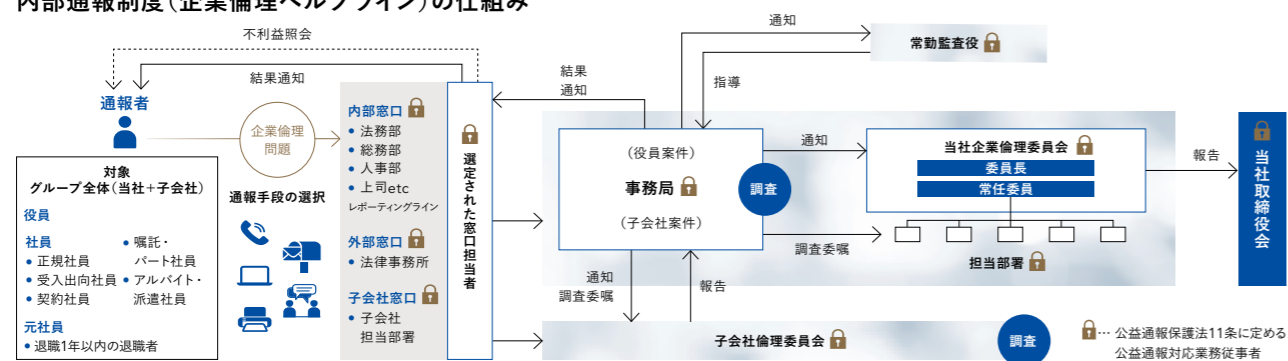 内部通報制度（企業倫理ヘルプライン）の仕組み
不利益照会
結果通知
通報者
企業倫理
問題
対象
グループ全体（当社＋子会社）
役員
社員
• 正規社員
• 受入出向社員
• 契約社員
• 嘱託・
パート社員
• アルバイト・
派遣社員
元社員
• 退職1年以内の退職者
通報手段の選択
内部窓口
• 法務部
• 総務部
• 人事部
• 上司etc
レポーティングライン
外部窓口
• 法律事務所
子会社窓口
• 子会社
担当部署
選定された窓口担当者
結果
通知
通知
指導
常勤監査役
（役員案件）
事務局
（子会社案件）
調査
通知
調査委嘱
当社企業倫理委員会
委員長
常任委員
担当部署
報告
当社取締役会
通知
調査委嘱
報告
子会社倫理委員会
調査
… 公益通報保護法11条に定める
公益通報対応業務従事者